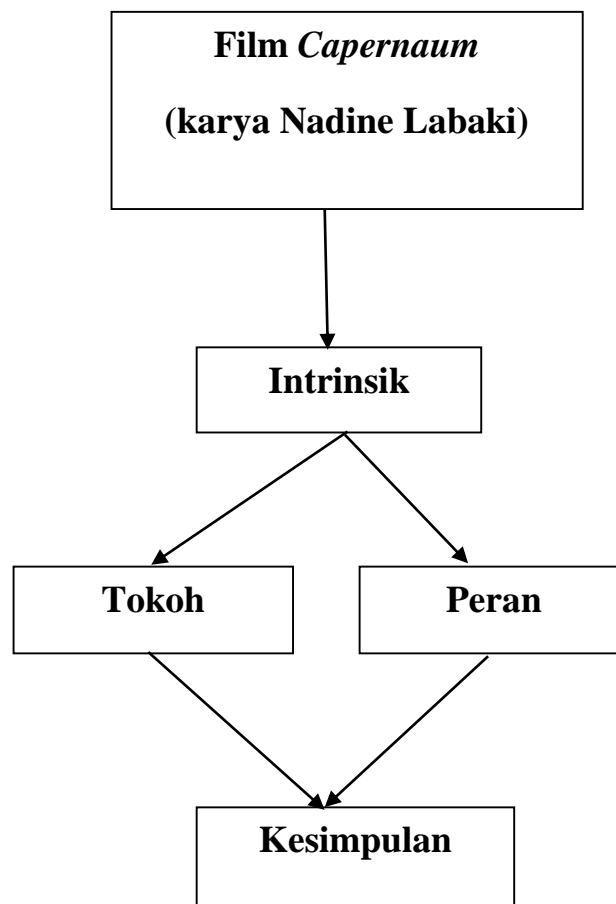 Film Capernaum
(karya Nadine Labaki)
Intrinsik
Tokoh
Peran
Kesimpulan